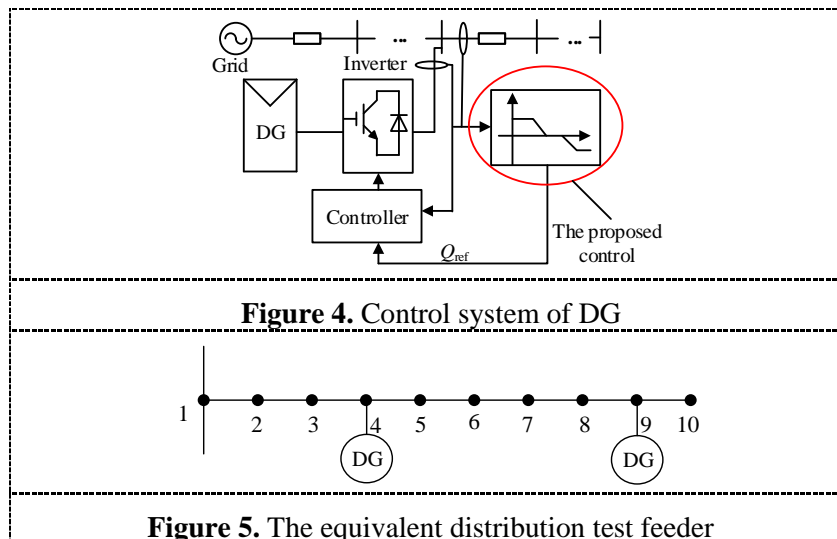 Grid
Inverter
DG
Controller
The proposed
control
Qref
Figure 4. Control system of DG
1 2 3 4 5 6 7 8 9 10
DG DG
Figure 5. The equivalent distribution test feeder